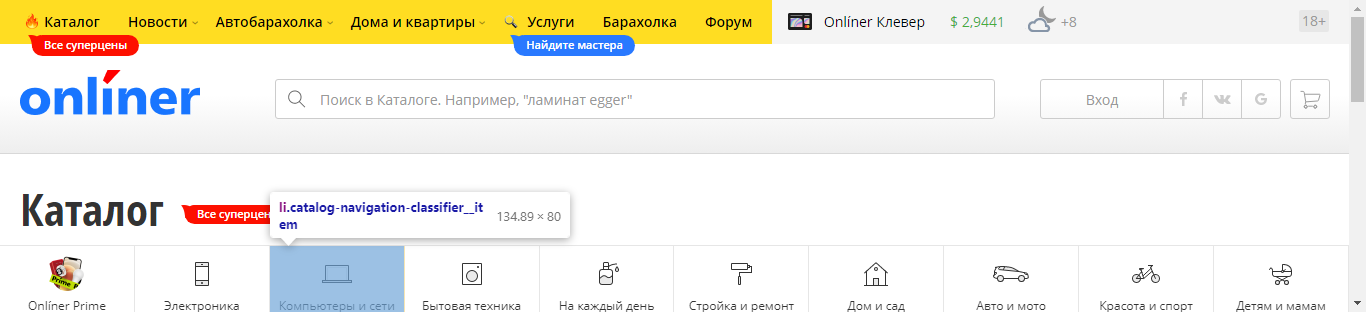 Каталог Новости Автобарахолка Дома и квартиры Услуги Барахолка Форум Onlíner Клевер $ 2,9441 +8 18+
Все суперцены Найдите мастера
onlíner
Поиск в Каталоге. Например, "ламинат egger"
Вход
Каталог
Все суперцен
li.catalog-navigation-classifier__it
em
134.89 × 80
Prime
Onlíner Prime Электроника Компьютеры и сети Бытовая техника На каждый день Стройка и ремонт Дом и сад Авто и мото Красота и спорт Детям и мамам